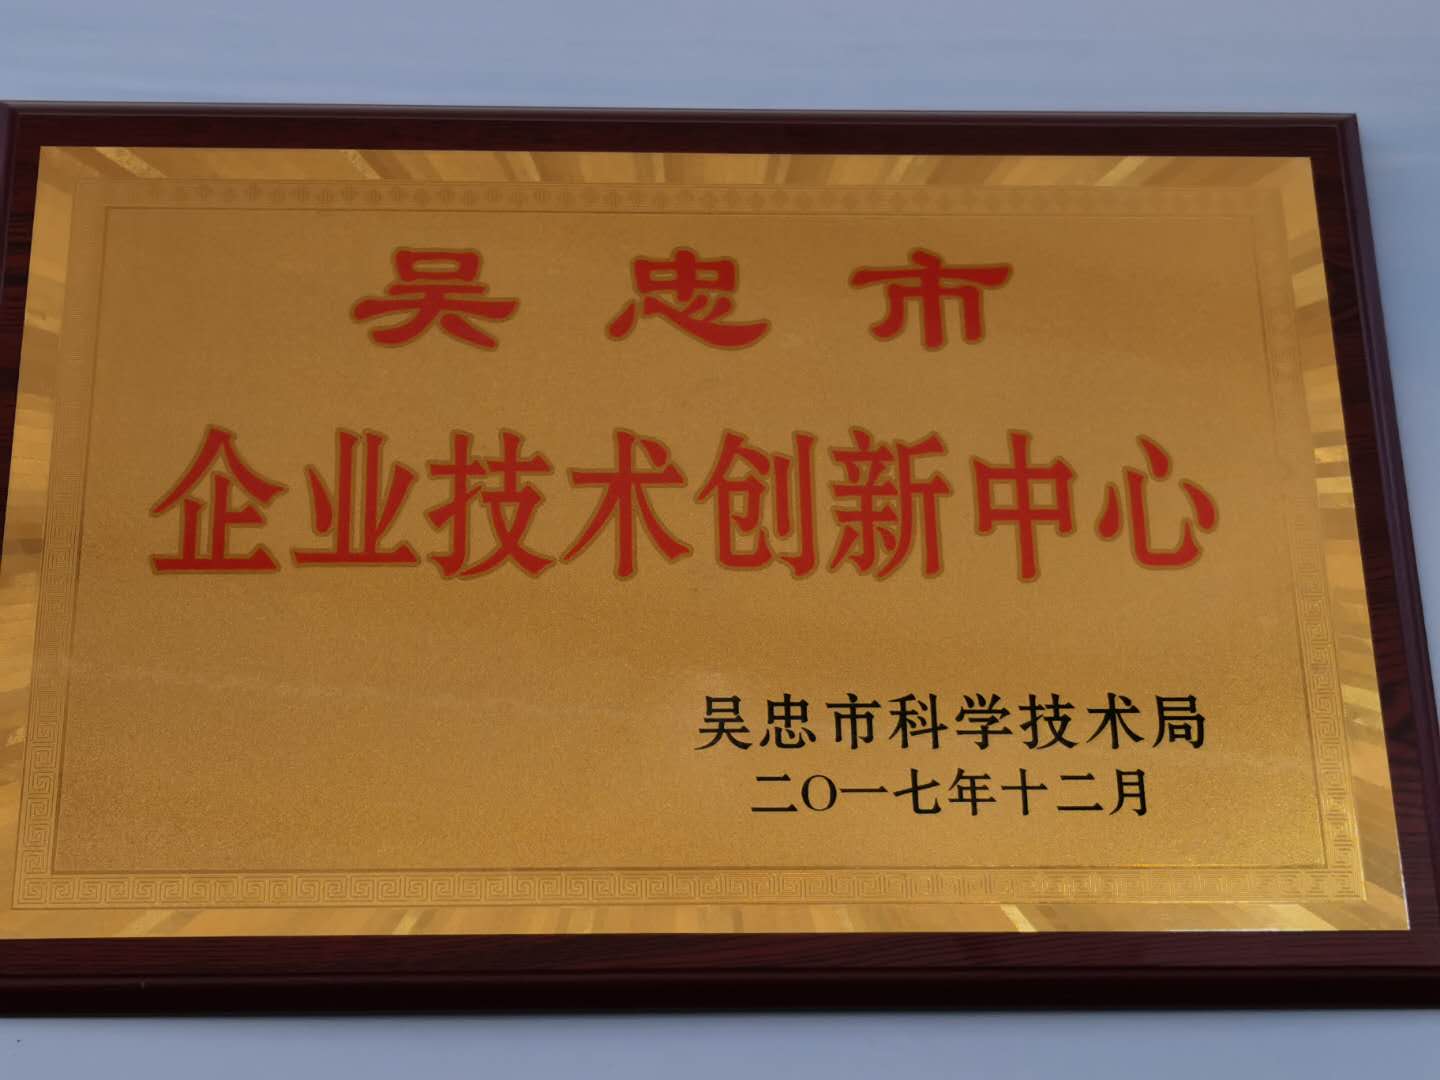 吴忠市
企业技术创新中心
吴忠市科学技术局
二〇一七年十二月